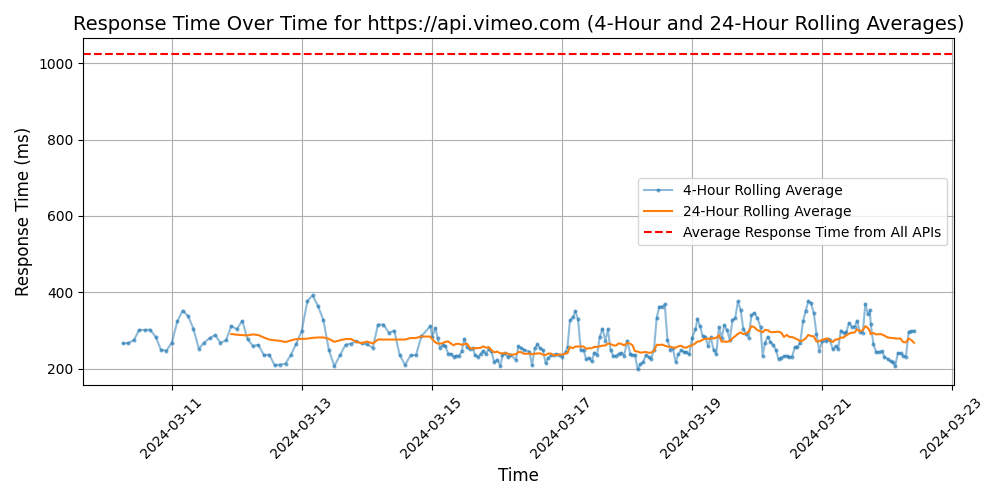 Response Time Over Time for https://api.vimeo.com (4-Hour and 24-Hour Rolling Averages)
Response Time (ms)
1000
800
600
400
200
4-Hour Rolling Average
24-Hour Rolling Average
Average Response Time from All APIs
2024-03-11
2024-03-13
2024-03-15
2024-03-17
2024-03-19
2024-03-21
2024-03-23
Time